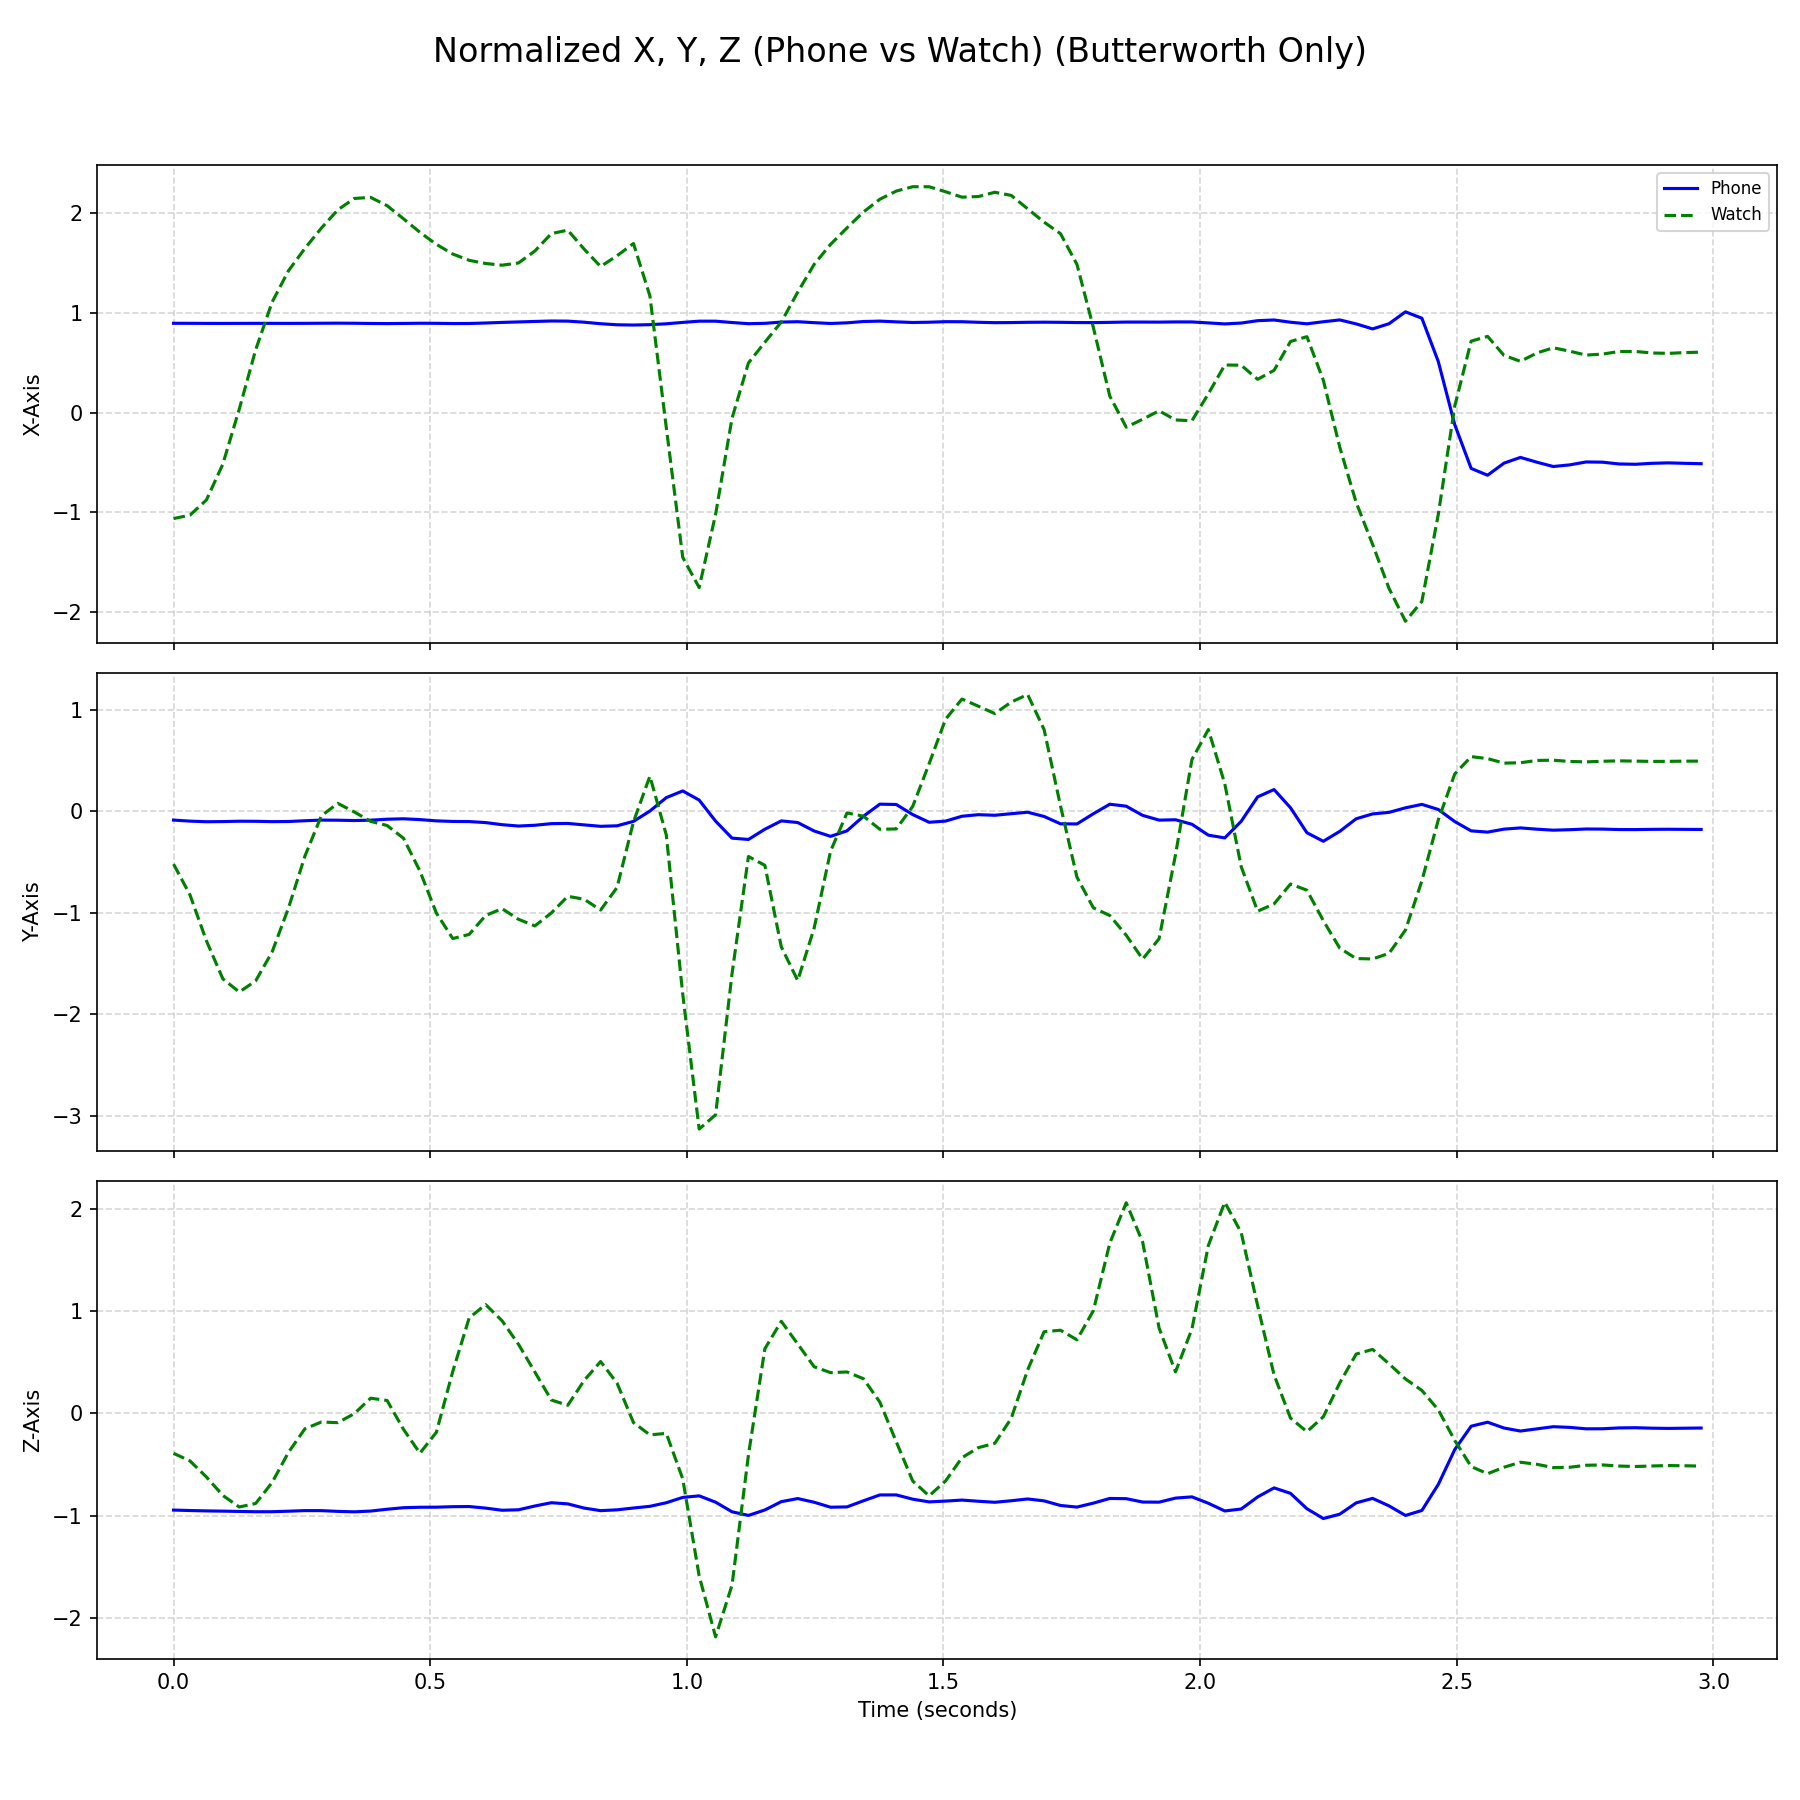 Normalized X, Y, Z (Phone vs Watch) (Butterworth Only)
Phone
Watch
X-Axis
2
1
0
−1
−2
Y-Axis
1
0
−1
−2
−3
Z-Axis
2
1
0
−1
−2
0.0 0.5 1.0 1.5 2.0 2.5 3.0
Time (seconds)